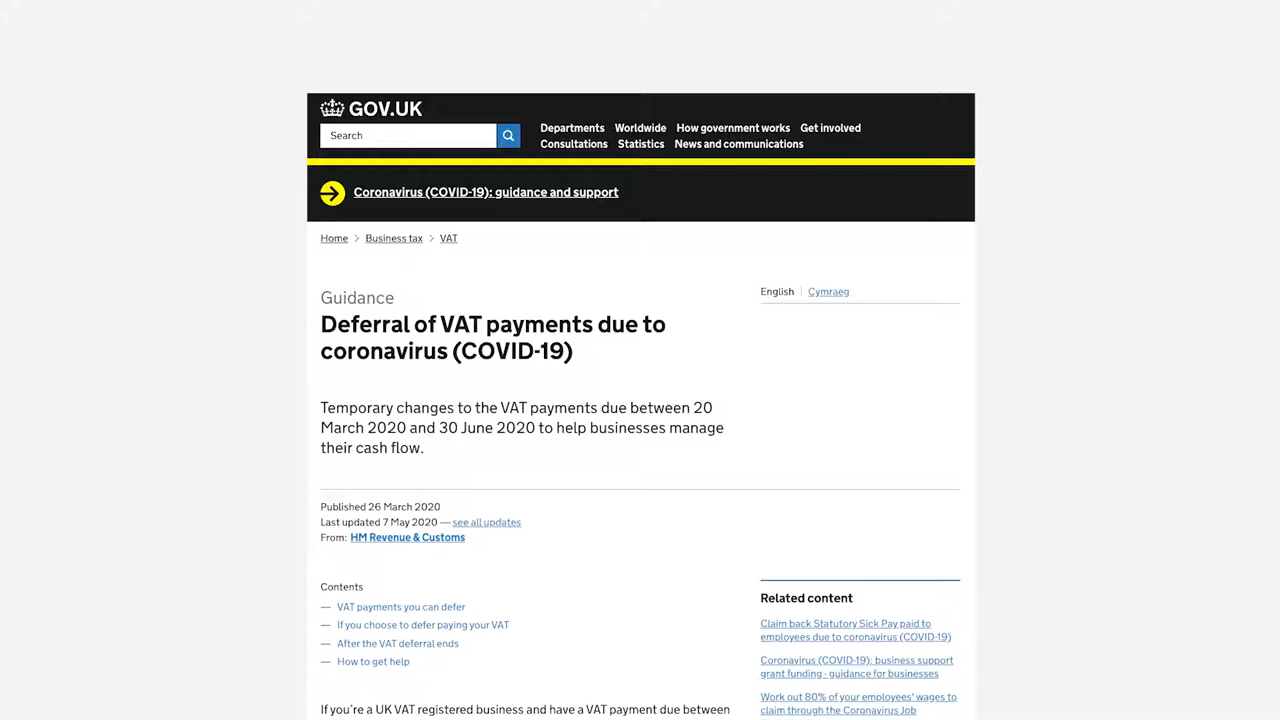 GOV.UK
Search
Departments Worldwide How government works Get involved
Consultations Statistics News and communications
Coronavirus (COVID-19): guidance and support
Home Business tax VAT
Guidance
English Cymraeg
Deferral of VAT payments due to
coronavirus (COVID-19)
Temporary changes to the VAT payments due between 20
March 2020 and 30 June 2020 to help businesses manage
their cash flow.
Published 26 March 2020
Last updated 7 May 2020 — see all updates
From: HM Revenue & Customs
Contents
— VAT payments you can defer
— If you choose to defer paying your VAT
— After the VAT deferral ends
— How to get help
If you're a UK VAT registered business and have a VAT payment due between
Related content
Claim back Statutory Sick Pay paid to
employees due to coronavirus (COVID-19)
Coronavirus (COVID-19): business support
grant funding - guidance for businesses
Work out 80% of your employees' wages to
claim through the Coronavirus Job